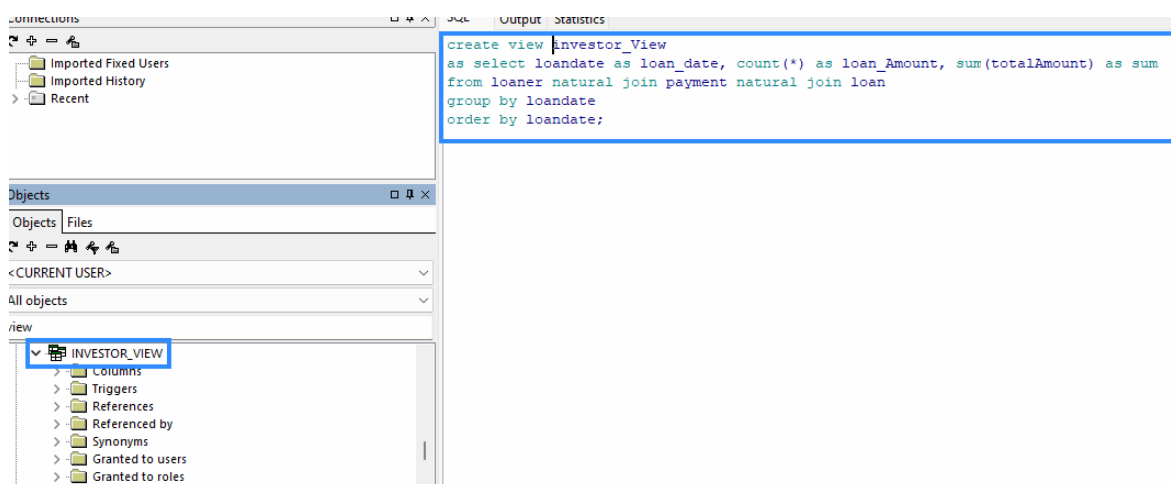 Connections
SQL Output Statistics
Imported Fixed Users
Imported History
Recent
create view investor_View
as select loandate as loan_date, count(*) as loan_Amount, sum(totalAmount) as sum
from loaner natural join payment natural join loan
group by loandate
order by loandate;
Objects
Objects Files
<CURRENT USER>
All objects
view
INVESTOR_VIEW
Columns
Triggers
References
Referenced by
Synonyms
Granted to users
Granted to roles